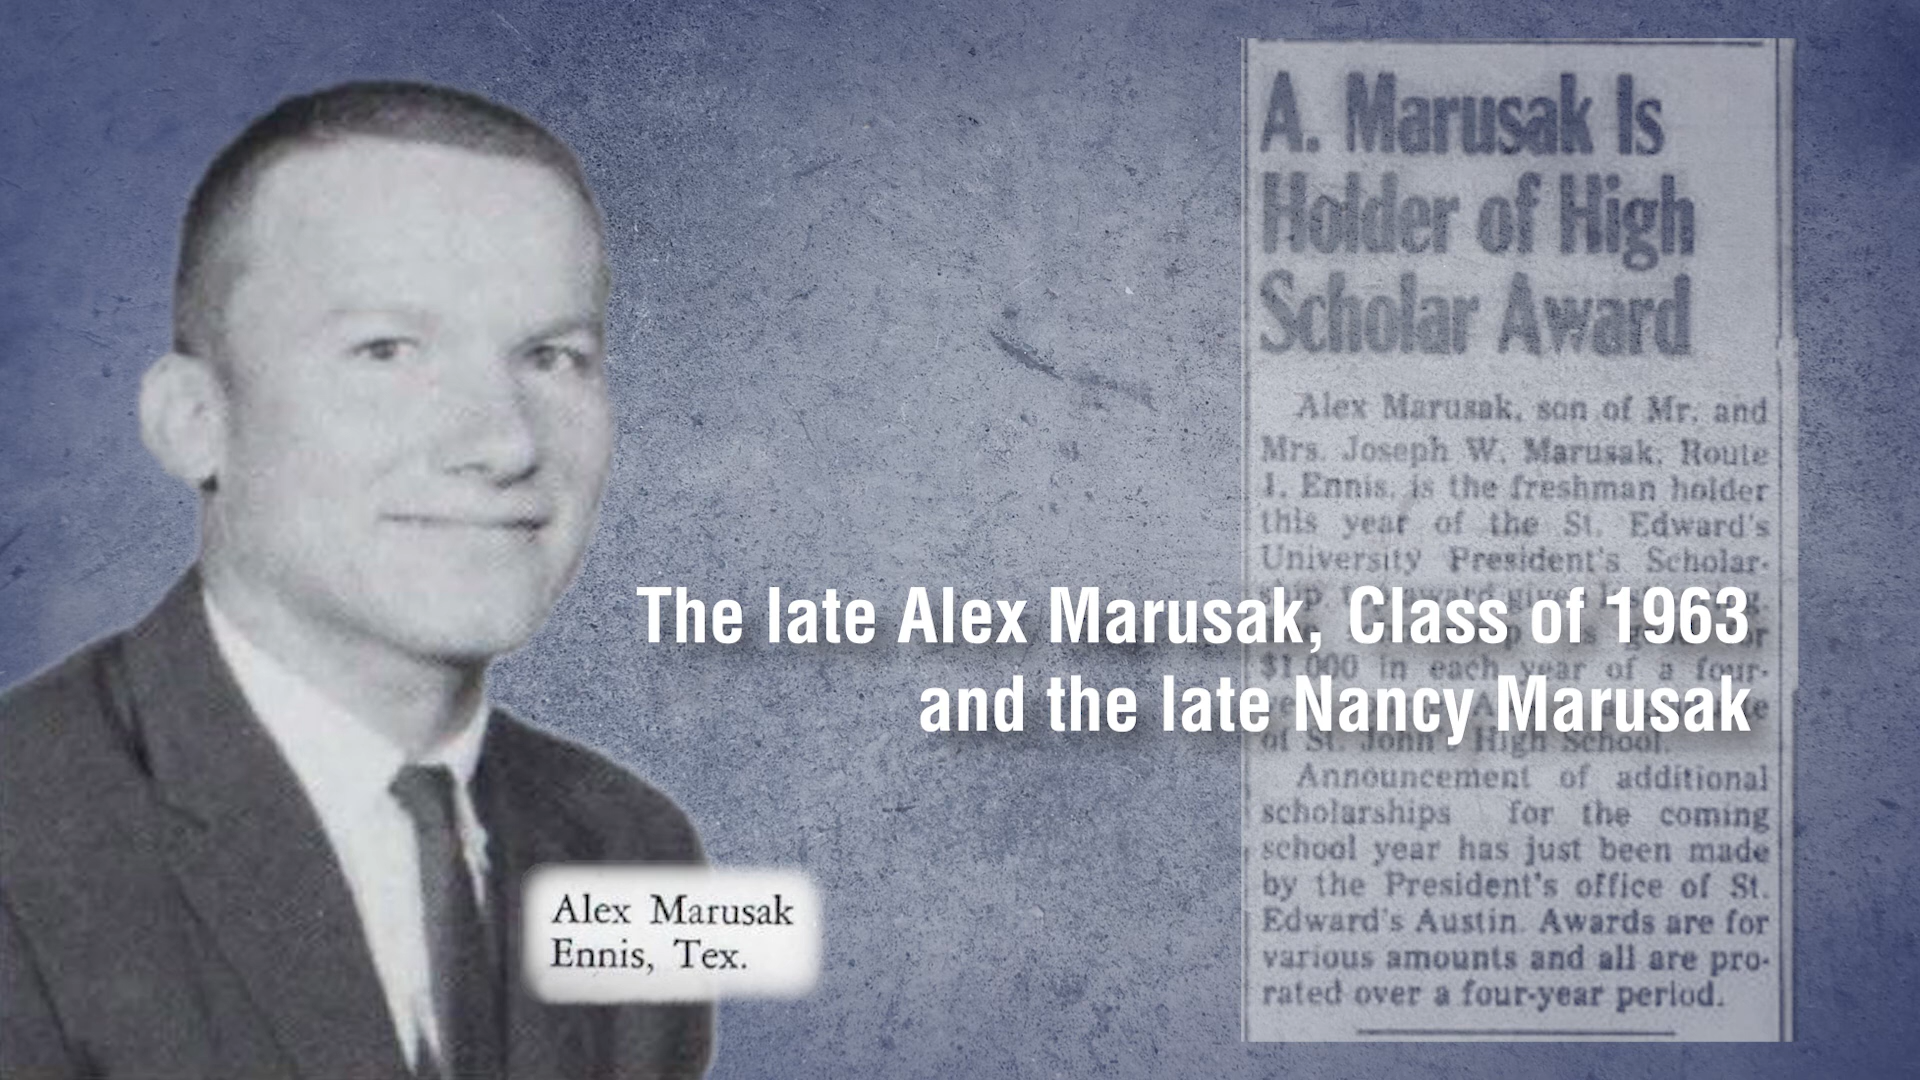 A. Marusak Is
Holder of High
Scholar Award
Alex Marusak, son of Mr. and
Mrs. Joseph W. Marusak, Route
1, Ennis, is the freshman holder
this year of the St. Edward's
University President's Scholar-
$1,000 in each year of a four-
of St. John's High School.
Announcement of additional
scholarships for the coming
school year has just been made
by the President's office of St.
Edward's Austin. Awards are for
various amounts and all are pro-
rated over a four-year period.
The late Alex Marusak, Class of 1963
and the late Nancy Marusak
Alex Marusak
Ennis, Tex.